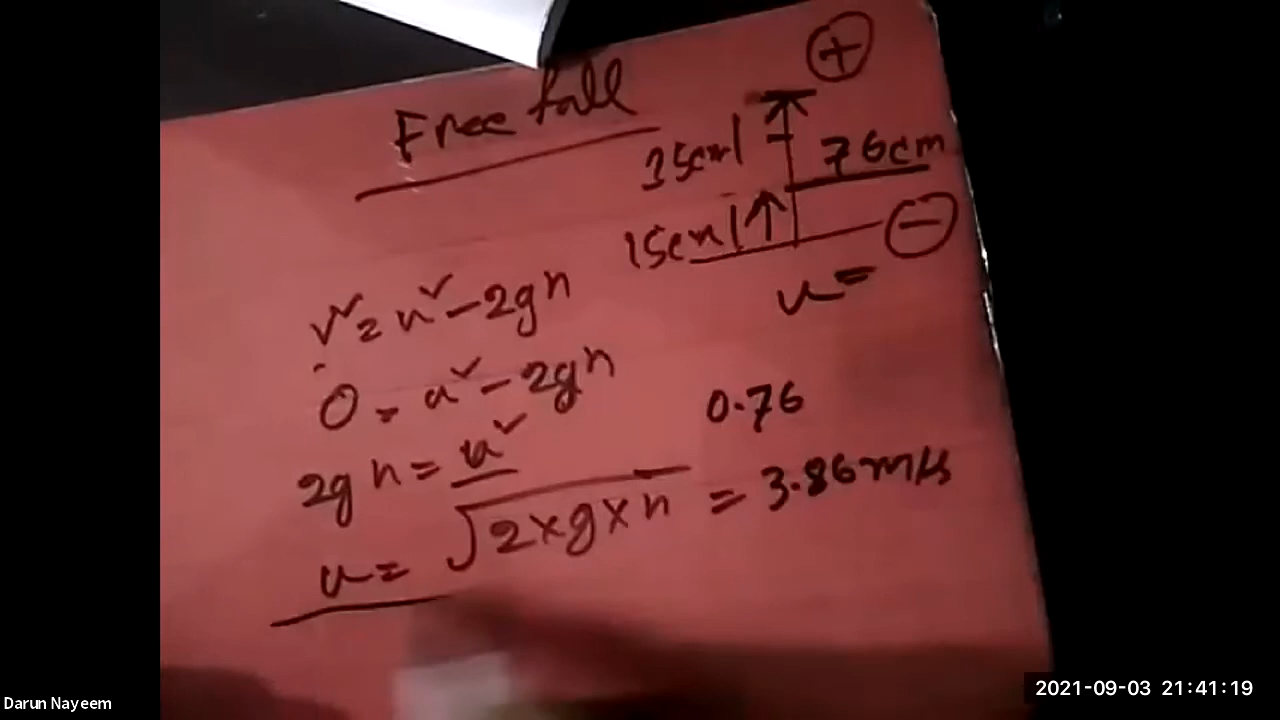 Free fall
+
35cm
76cm
15cm
−
u=
v²=u²-2gh
0=u²-2gh
2gh=u²
0.76
u=√2×g×h = 3.86m/s
Darun Nayeem
2021-09-03 21:41:19